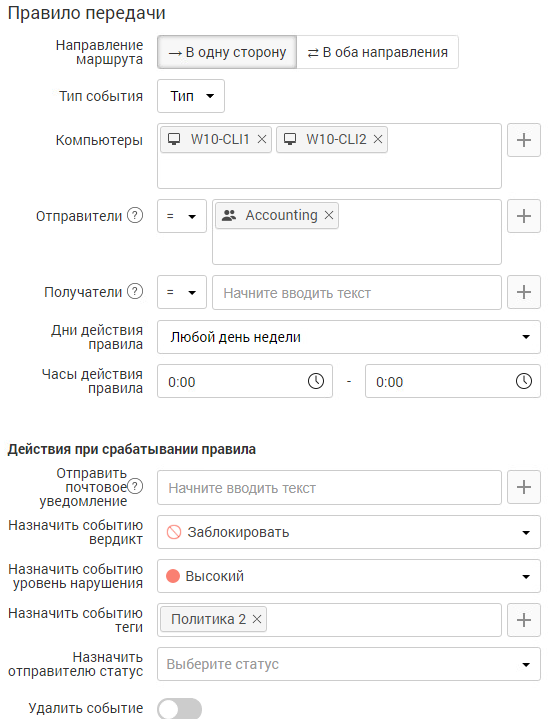 Правило передачи
Направление
маршрута
→ В одну сторону ⇄ В оба направления
Тип события
Тип
Компьютеры
W10-CLI1 × W10-CLI2 ×
Отправители ?
= Accounting ×
Получатели ?
= Начните вводить текст
Дни действия
правила
Любой день недели
Часы действия
правила
0:00 - 0:00
Действия при срабатывании правила
Отправить
почтовое
уведомление ?
Начните вводить текст
Назначить событию
вердикт
Заблокировать
Назначить событию
уровень нарушения
Высокий
Назначить событию
теги
Политика 2 ×
Назначить
отправителю статус
Выберите статус
Удалить событие